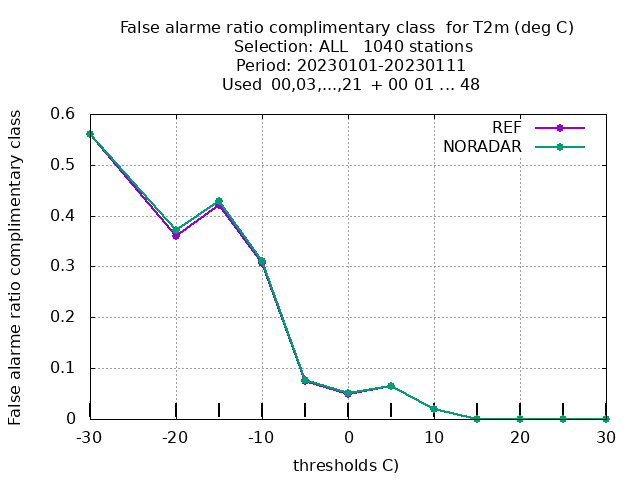 False alarme ratio complimentary class  for T2m (deg C)
Selection: ALL   1040 stations
Period: 20230101-20230111
Used  00,03,...,21  + 00 01 ... 48
False alarme ratio complimentary class
REF
NORADAR
0.6
0.5
0.4
0.3
0.2
0.1
0
-30
-20
-10
0
10
20
30
thresholds C)